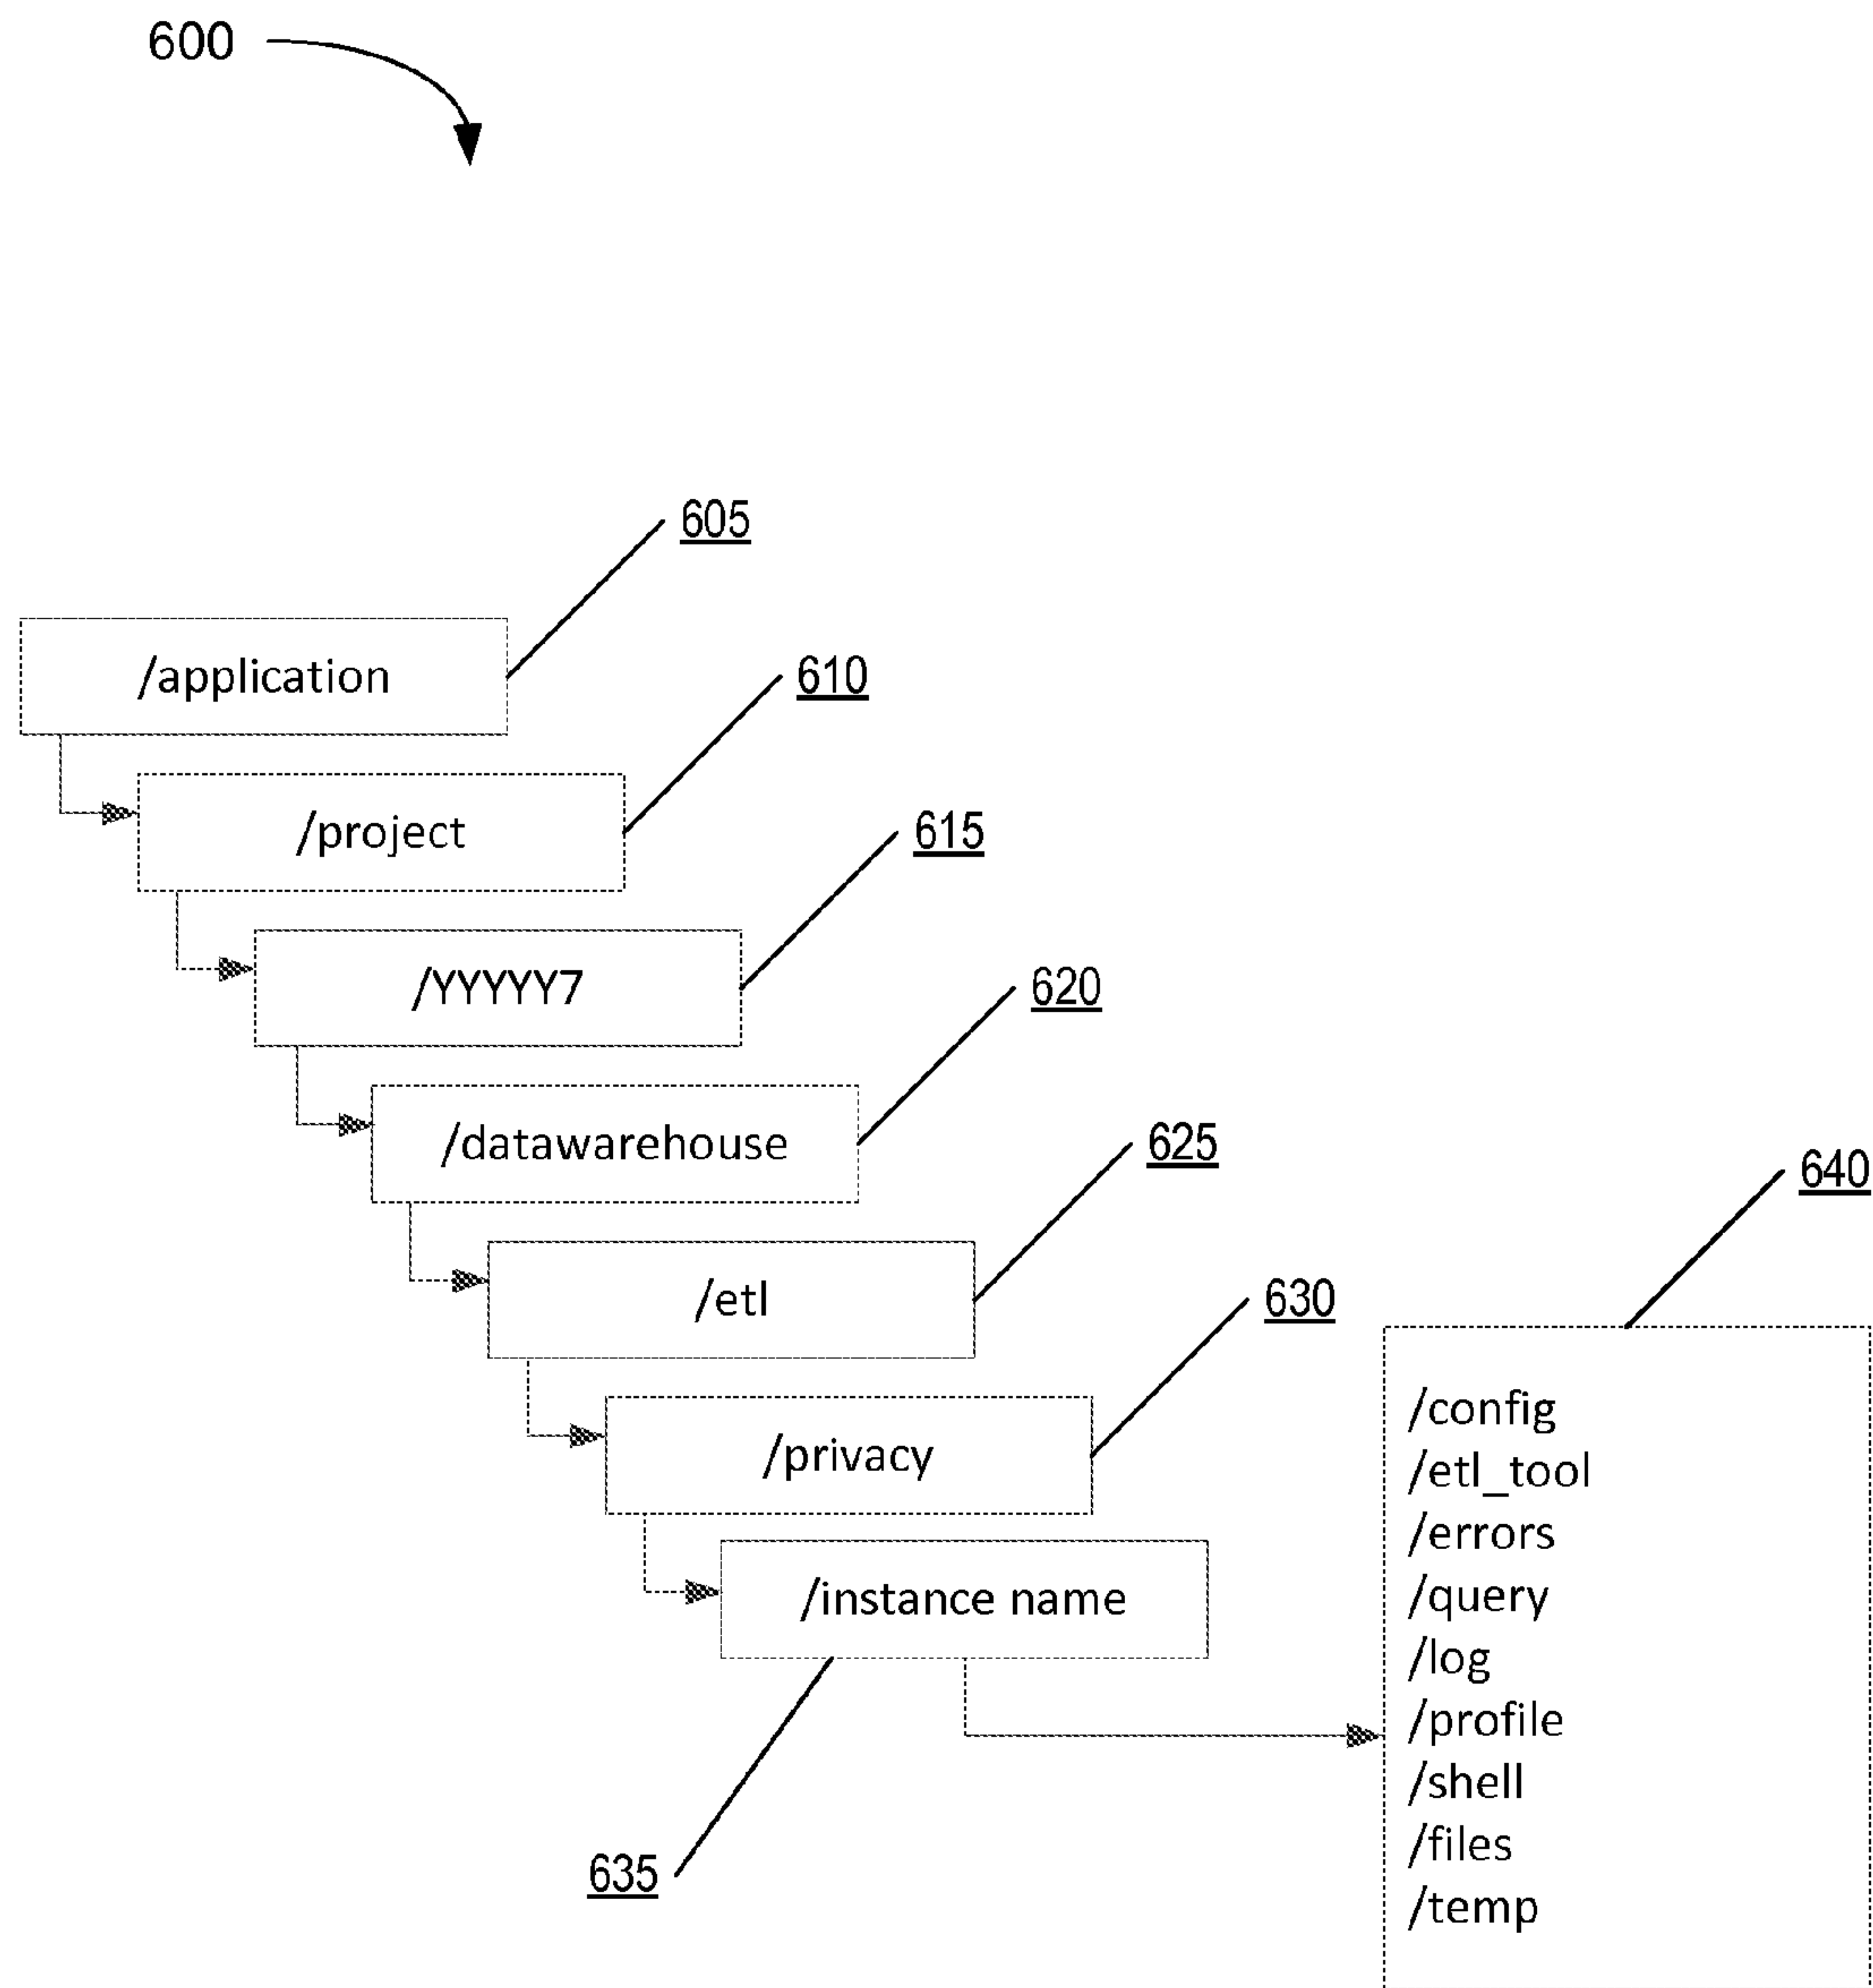 600
605
/application
610
/project
615
/YYYYY7
620
/datawarehouse
625
/etl
630
/privacy
635
/instance name
640
/config
/etl_tool
/errors
/query
/log
/profile
/shell
/files
/temp